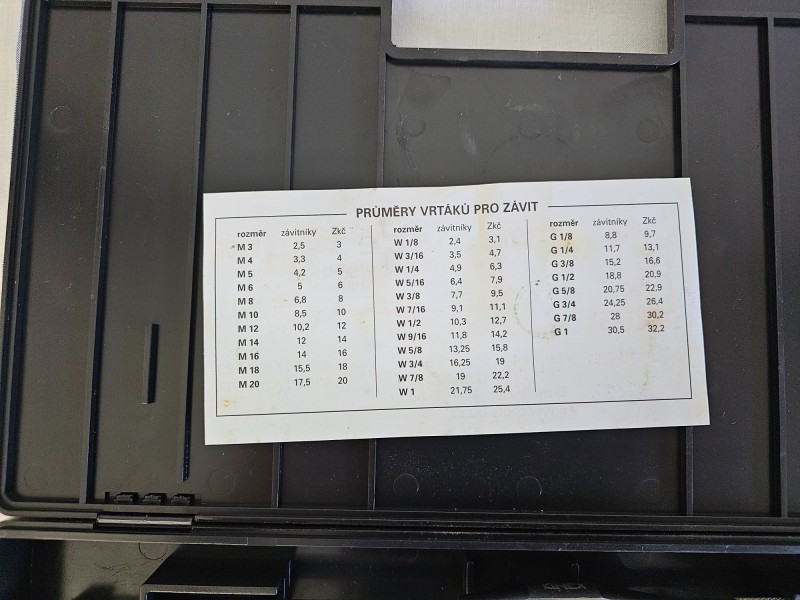 PRŮMĚRY VRTÁKŮ PRO ZÁVIT
rozměr závitníky Zkč
M 3 2,5 3
M 4 3,3 4
M 5 4,2 5
M 6 5 6
M 8 6,8 8
M 10 8,5 10
M 12 10,2 12
M 14 12 14
M 16 14 16
M 18 15,5 18
M 20 17,5 20
rozměr závitníky Zkč
W 1/8 2,4 3,1
W 3/16 3,5 4,7
W 1/4 4,9 6,3
W 5/16 6,4 7,9
W 3/8 7,7 9,5
W 7/16 9,1 11,1
W 1/2 10,3 12,7
W 9/16 11,8 14,2
W 5/8 13,25 15,8
W 3/4 16,25 19
W 7/8 19 22,2
W 1 21,75 25,4
rozměr závitníky Zkč
G 1/8 8,8 9,7
G 1/4 11,7 13,1
G 3/8 15,2 16,6
G 1/2 18,8 20,9
G 5/8 20,75 22,9
G 3/4 24,25 26,4
G 7/8 28 30,2
G 1 30,5 32,2